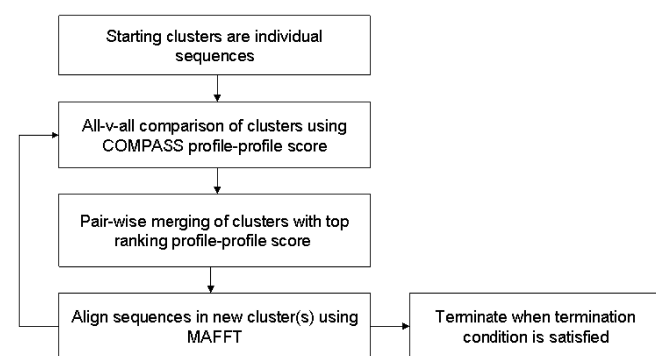 Starting clusters are individual
sequences
All-v-all comparison of clusters using
COMPASS profile-profile score
Pair-wise merging of clusters with top
ranking profile-profile score
Align sequences in new cluster(s) using
MAFFT
Terminate when termination
condition is satisfied